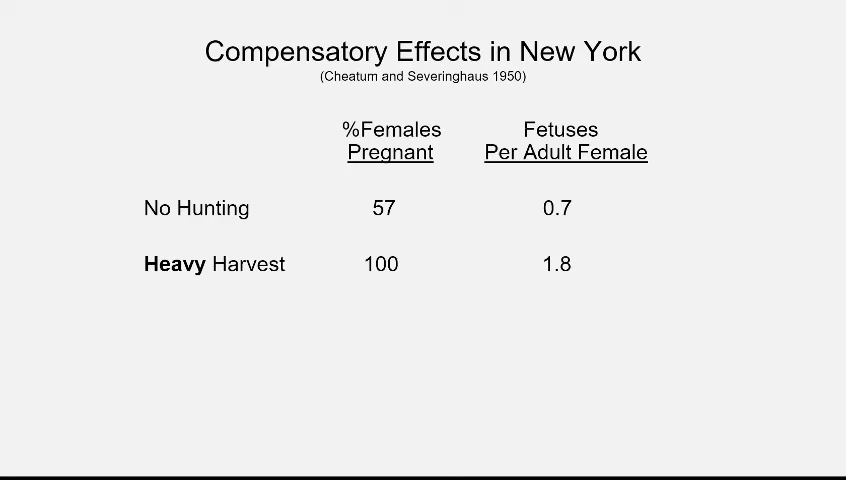 Compensatory Effects in New York
(Cheatum and Severinghaus 1950)
%Females Fetuses
Pregnant Per Adult Female
No Hunting 57 0.7
Heavy Harvest 100 1.8